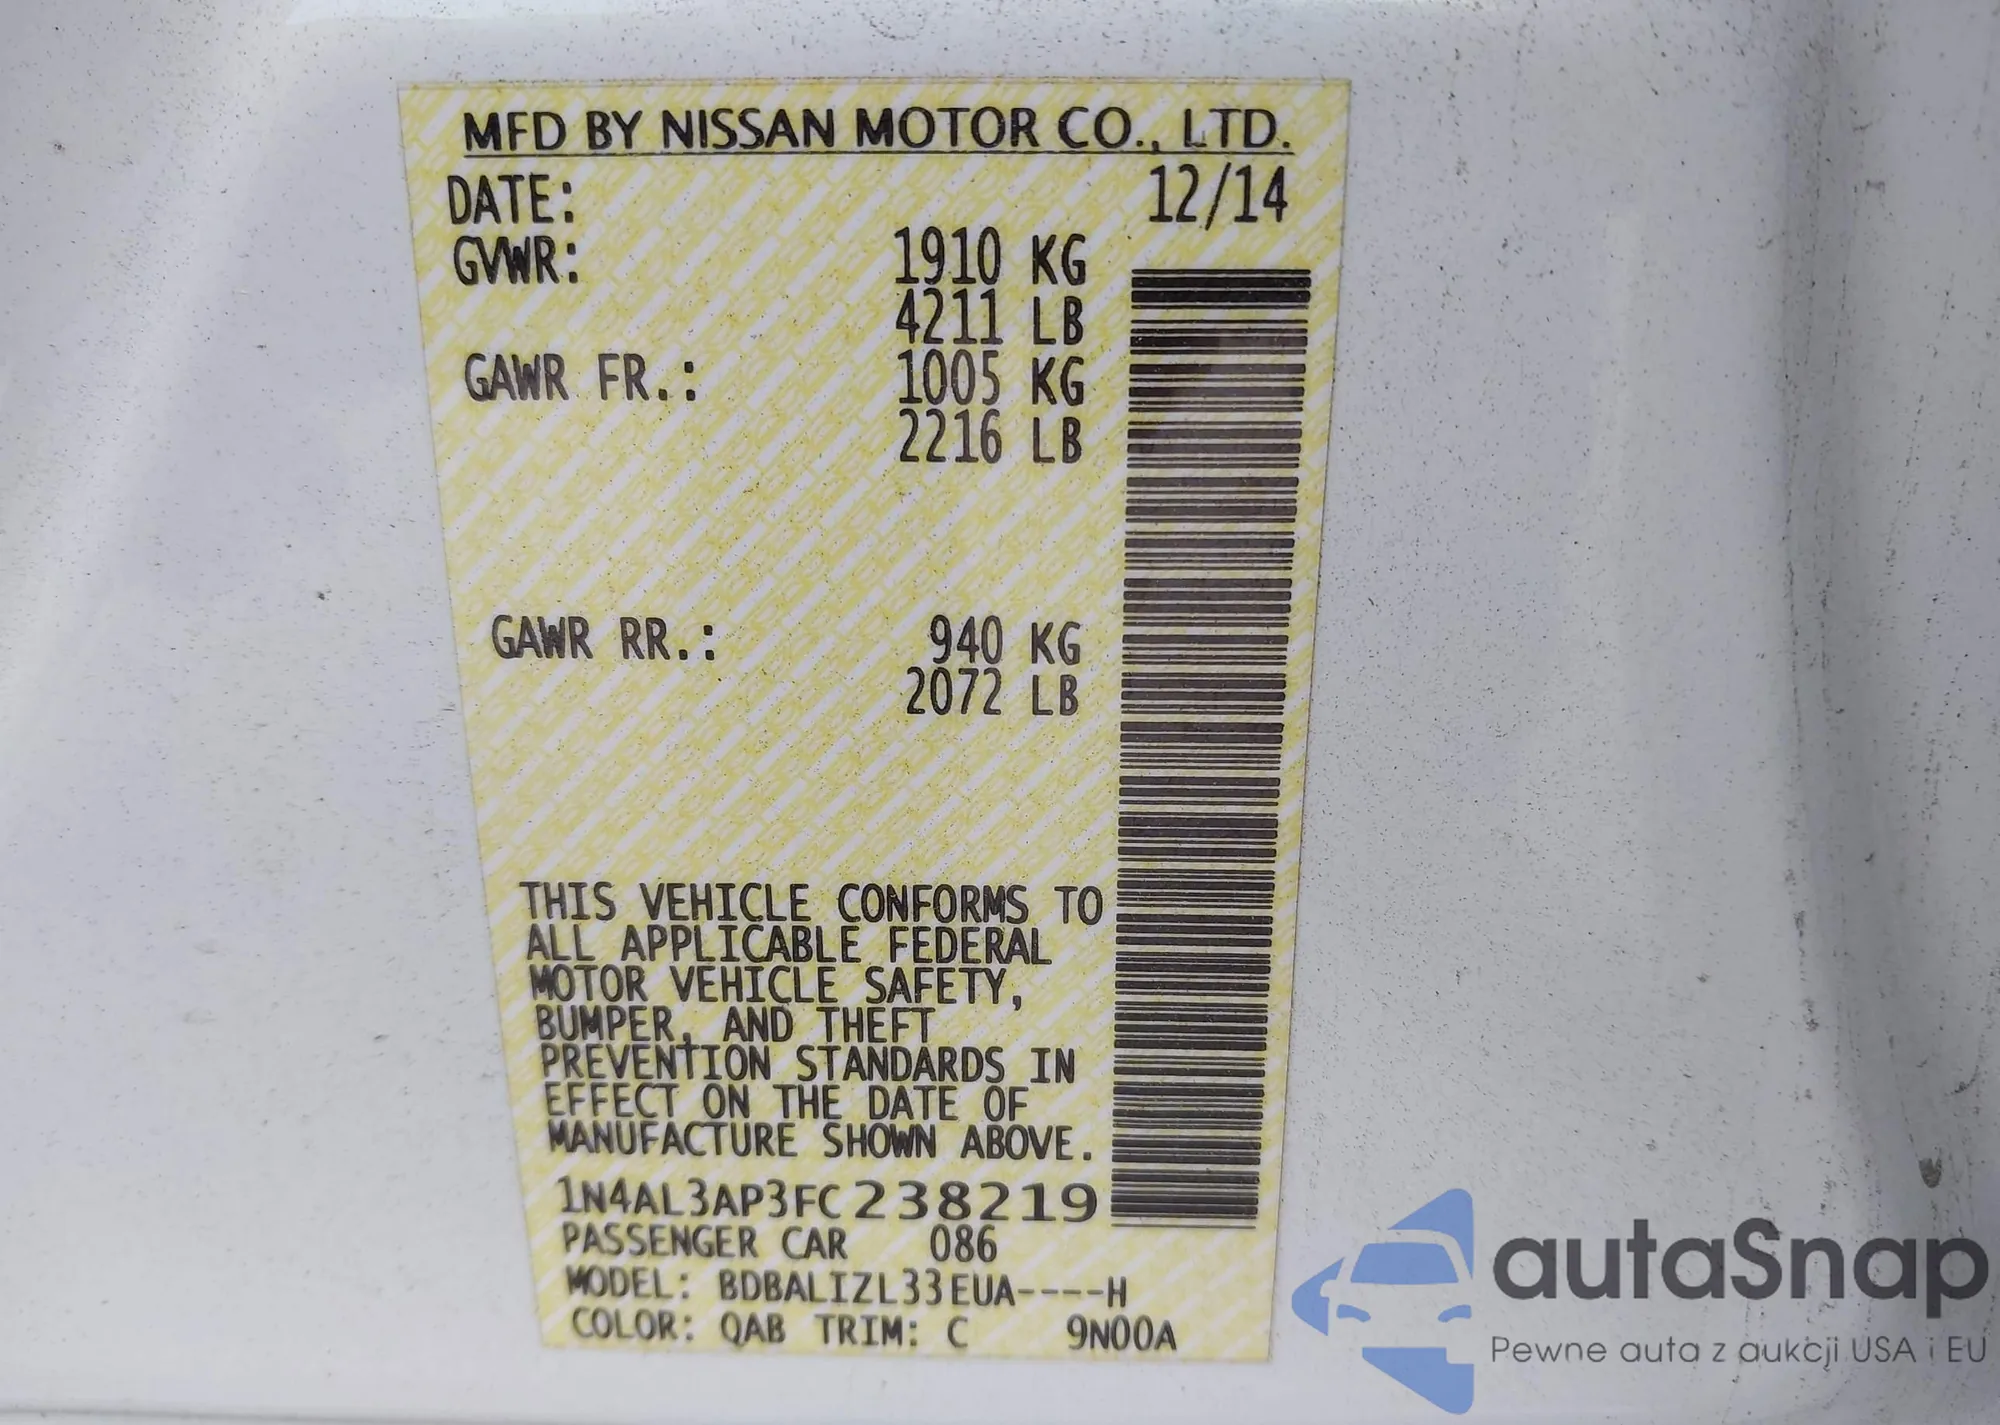 MFD BY NISSAN MOTOR CO., LTD.
DATE: 12/14
GVWR: 1910 KG
4211 LB
GAWR FR.: 1005 KG
2216 LB
GAWR RR.: 940 KG
2072 LB
THIS VEHICLE CONFORMS TO
ALL APPLICABLE FEDERAL
MOTOR VEHICLE SAFETY,
BUMPER, AND THEFT
PREVENTION STANDARDS IN
EFFECT ON THE DATE OF
MANUFACTURE SHOWN ABOVE.
1N4AL3AP3FC238219
PASSENGER CAR 086
MODEL: BDBALIZL33EUA----H
COLOR: QAB TRIM: C 9N00A
autaSnap
Pewne auta z aukcji USA i EU